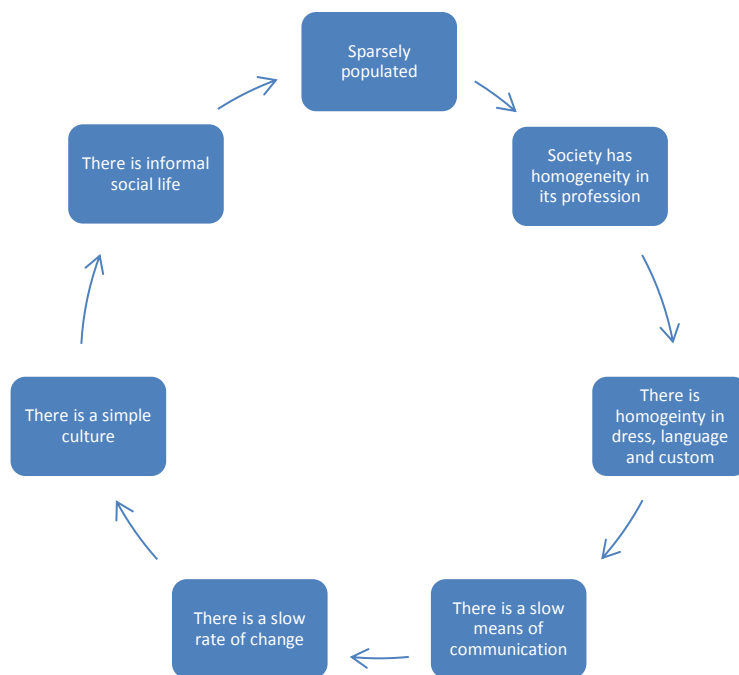 Sparsely
populated
Society has
homogeneity in
its profession
There is
homogeinty in
dress, language
and custom
There is a slow
means of
communication
There is a slow
rate of change
There is a simple
culture
There is informal
social life